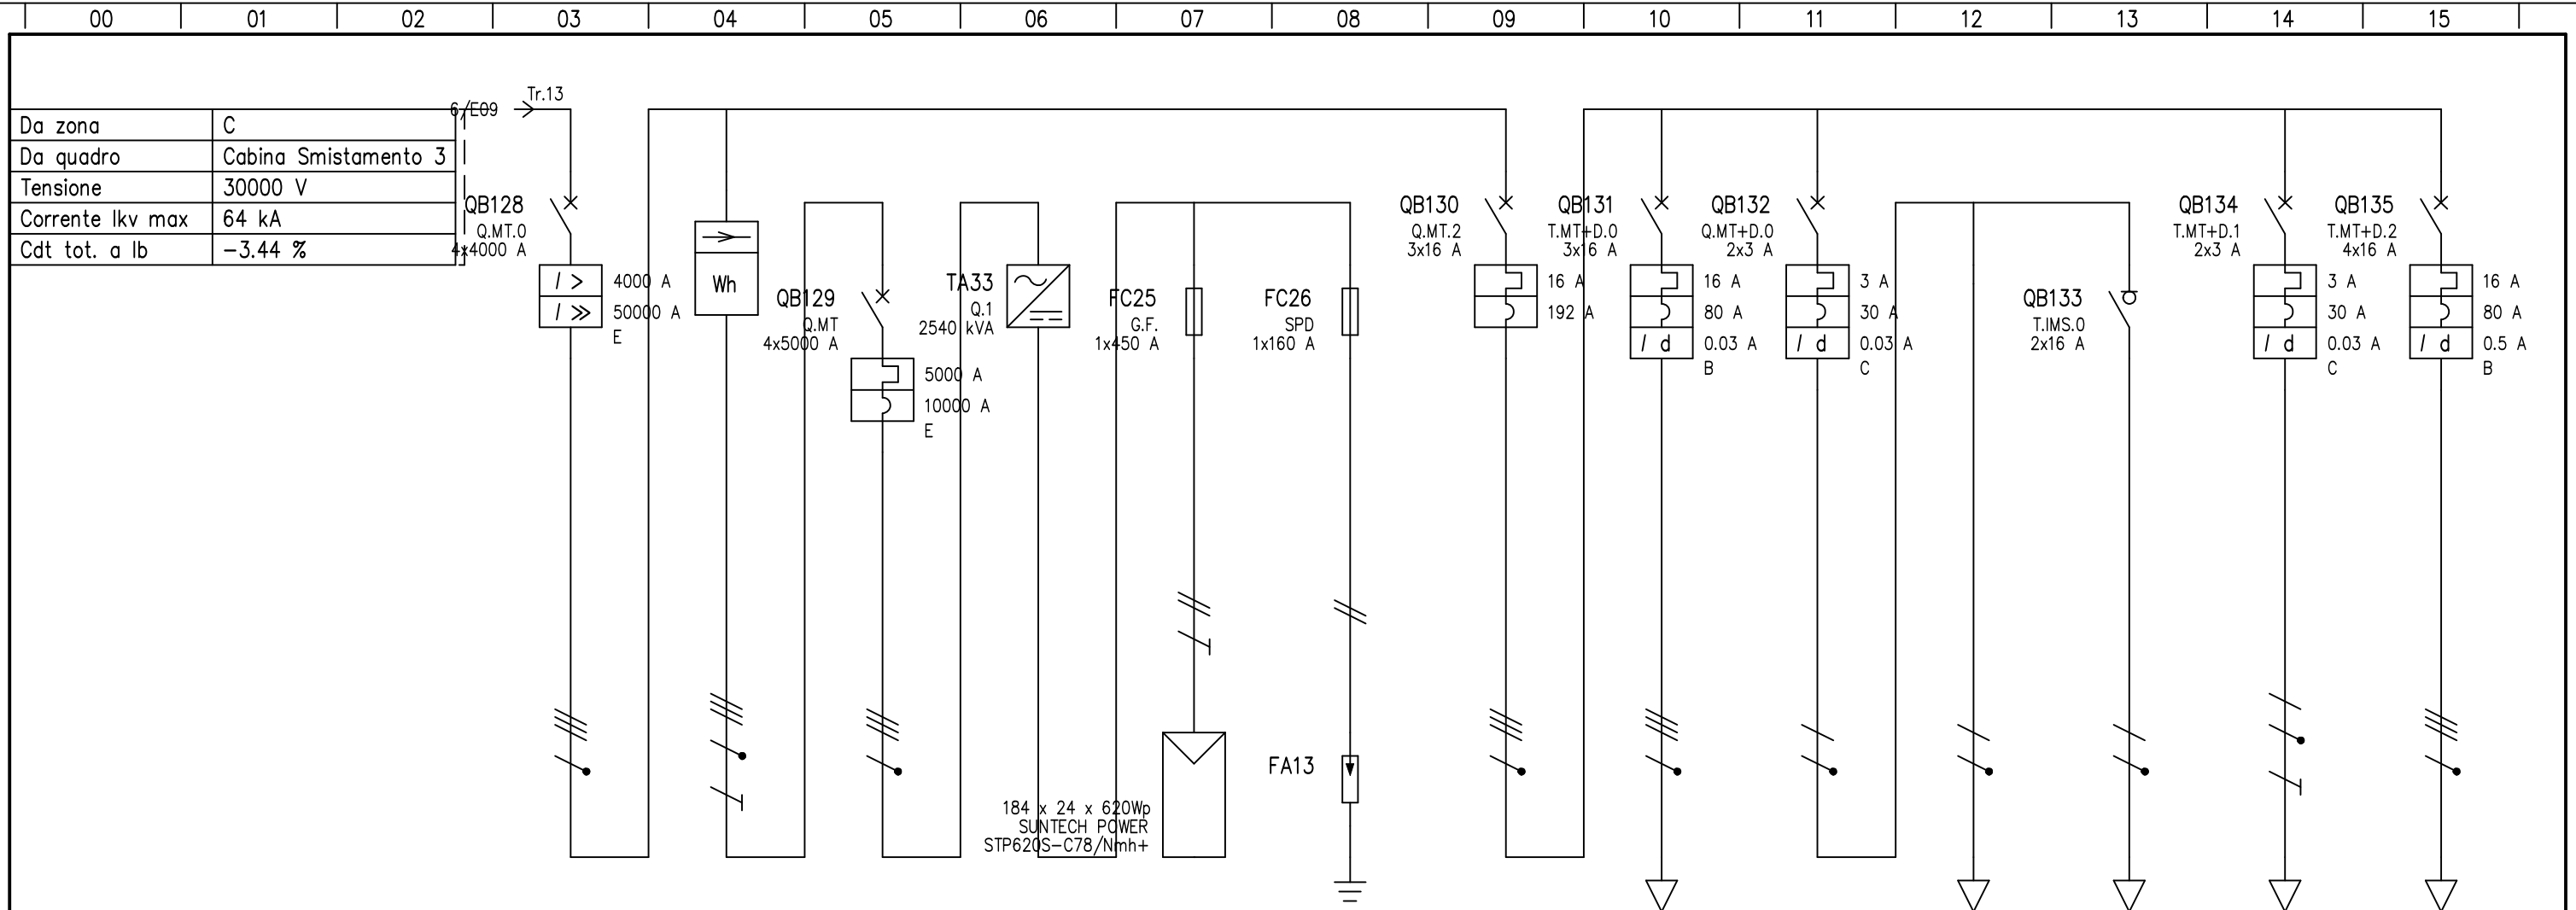 00 01 02 03 04 05 06 07 08 09 10 11 12 13 14 15
6/E09 Tr.13
Da zona C
Da quadro Cabina Smistamento 3
Tensione 30000 V
Corrente Ikv max 64 kA
Cdt tot. a Ib -3.44 %
QB128
Q.MT.0
4x4000 A
I > 4000 A
I >> 50000 A
E
Wh
QB129
Q.MT
4x5000 A
5000 A
10000 A
E
TA33
Q.1
2540 kVA
FC25
G.F.
1x450 A
184 x 24 x 620Wp
SUNTECH POWER
STP620S-C78/Nmh+
FC26
SPD
1x160 A
FA13
QB130
Q.MT.2
3x16 A
16 A
192 A
QB131
T.MT+D.0
3x16 A
16 A
80 A
I d 0.03 A
B
QB132
Q.MT+D.0
2x3 A
3 A
30 A
I d 0.03 A
C
QB133
T.IMS.0
2x16 A
QB134
T.MT+D.1
2x3 A
3 A
30 A
I d 0.03 A
C
QB135
T.MT+D.2
4x16 A
16 A
80 A
I d 0.5 A
B